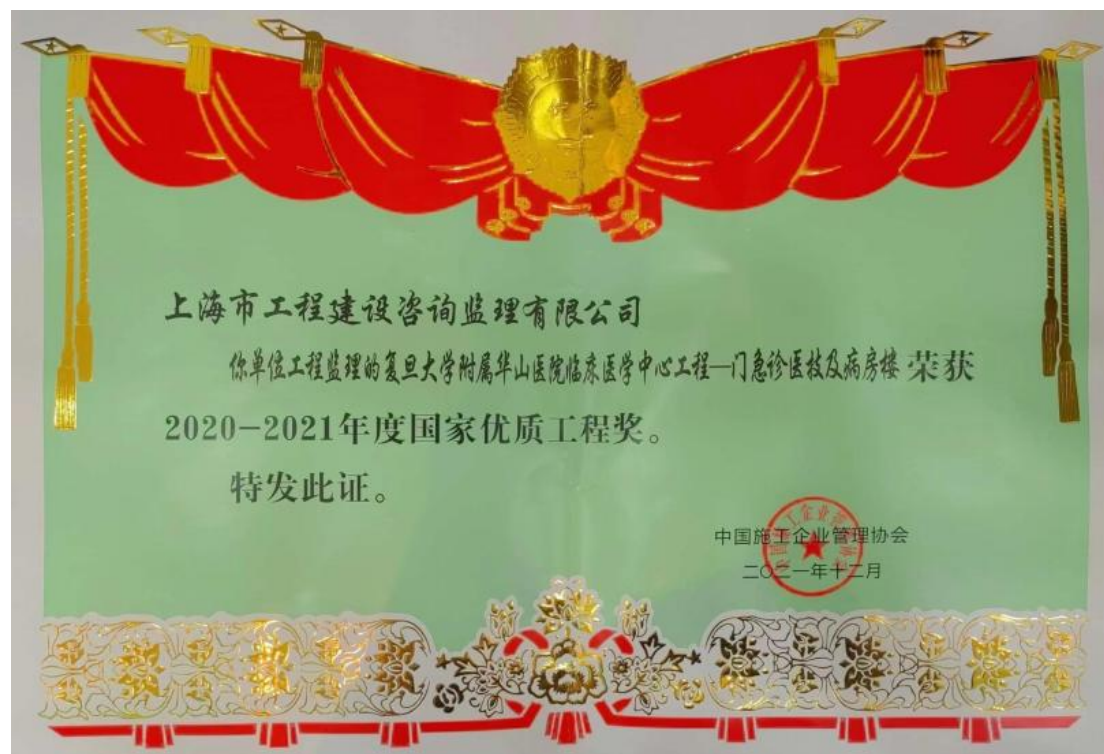 上海市工程建设咨询监理有限公司
你单位工程监理的复旦大学附属华山医院临床医学中心工程—门急诊医技及病房楼 荣获
2020-2021年度国家优质工程奖。
特发此证。
中国施工企业管理协会
二〇二一年十二月